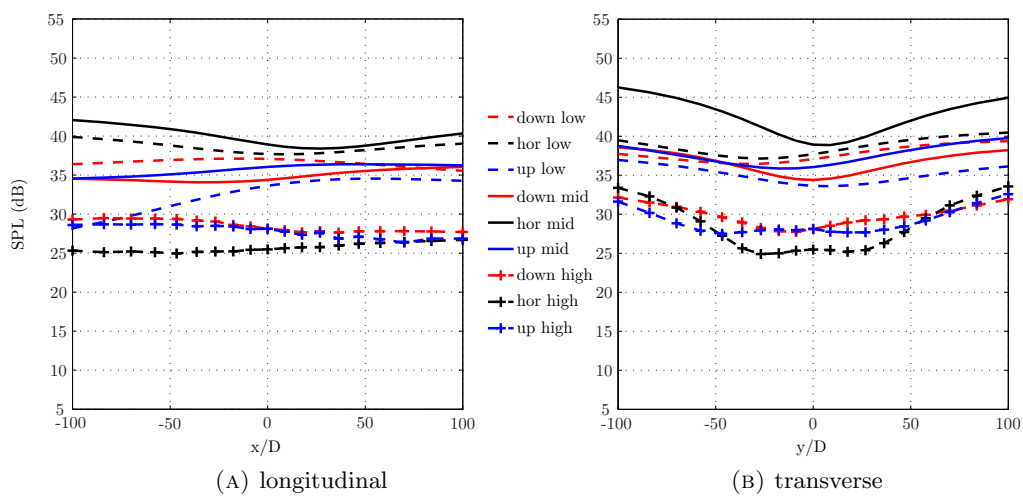 55
50
45
40
35
30
25
20
15
10
5
SPL (dB)
-100 -50 0 50 100
x/D
(A) longitudinal
down low
hor low
up low
down mid
hor mid
up mid
down high
hor high
up high
55
50
45
40
35
30
25
20
15
10
5
-100 -50 0 50 100
y/D
(B) transverse